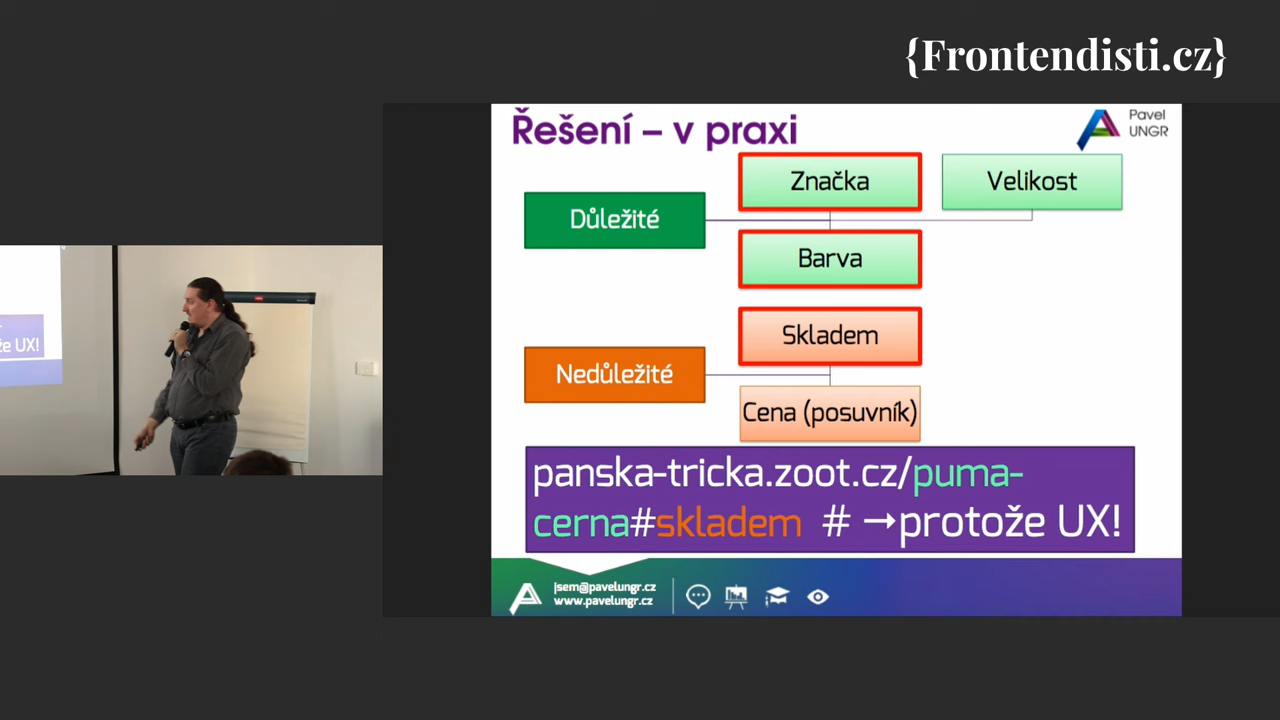 {Frontendisti.cz}
Řešení – v praxi
Pavel
UNGR
Značka
Velikost
Důležité
Barva
Skladem
Nedůležité
Cena (posuvník)
panska-tricka.zoot.cz/puma-
cerna#skladem # →protože UX!
jsem@pavelungr.cz
www.pavelungr.cz
že UX!